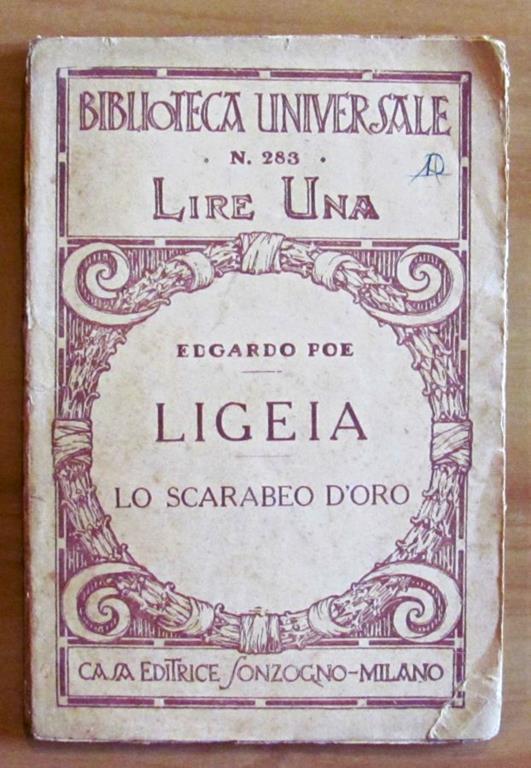 BIBLIOTECA UNIVERSALE
• N. 283 •
LIRE UNA
EDGARDO POE
LIGEIA
LO SCARABEO D'ORO
CASA EDITRICE SONZOGNO-MILANO